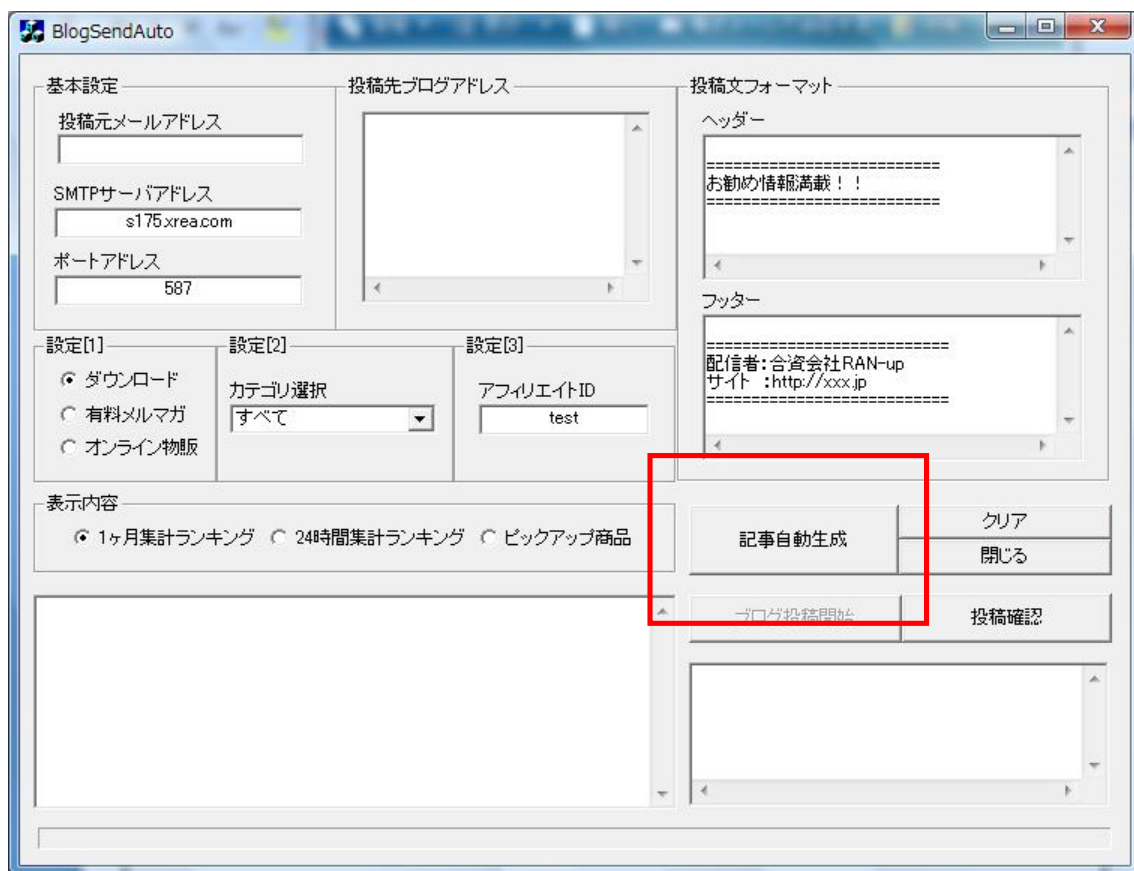 BlogSendAuto
基本設定
投稿元メールアドレス
SMTPサーバアドレス
s175.xrea.com
ポートアドレス
587
投稿先ブログアドレス
投稿文フォーマット
ヘッダー
==========================
お勧め情報満載！！
==========================
フッター
===========================
配信者:合資会社RAN-up
サイト :http://xxx.jp
===========================
設定[1]
ダウンロード
有料メルマガ
オンライン物販
設定[2]
カテゴリ選択
すべて
設定[3]
アフィリエイトID
test
表示内容
1ヶ月集計ランキング 24時間集計ランキング ピックアップ商品
記事自動生成
クリア
閉じる
ブログ投稿開始
投稿確認